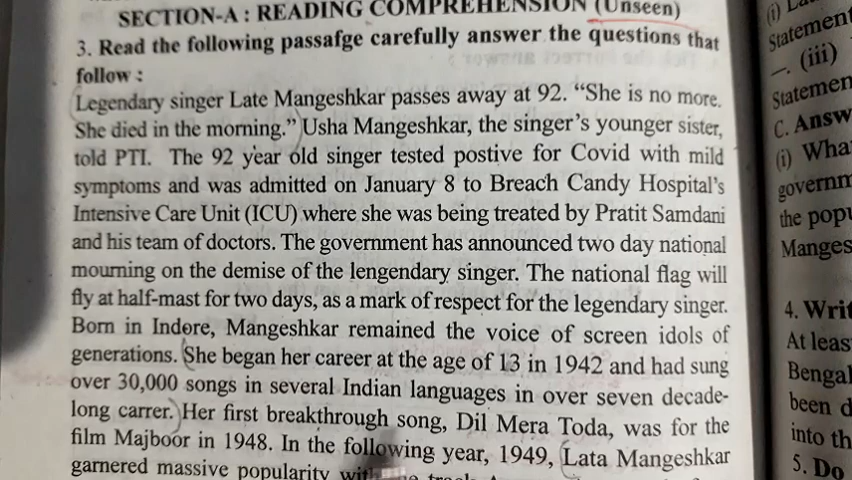 SECTION-A : READING COMPREHENSION (Unseen)
3. Read the following passafge carefully answer the questions that
follow :
Legendary singer Late Mangeshkar passes away at 92. “She is no more.
She died in the morning.” Usha Mangeshkar, the singer’s younger sister,
told PTI. The 92 year old singer tested postive for Covid with mild
symptoms and was admitted on January 8 to Breach Candy Hospital’s
Intensive Care Unit (ICU) where she was being treated by Pratit Samdani
and his team of doctors. The government has announced two day national
mourning on the demise of the lengendary singer. The national flag will
fly at half-mast for two days, as a mark of respect for the legendary singer.
Born in Indore, Mangeshkar remained the voice of screen idols of
generations. She began her career at the age of 13 in 1942 and had sung
over 30,000 songs in several Indian languages in over seven decade-
long carrer. Her first breakthrough song, Dil Mera Toda, was for the
film Majboor in 1948. In the following year, 1949, Lata Mangeshkar
garnered massive popularity
(i)
Statement
—. (iii)
Statemen
C. Answ
(i) Wha
governm
the popu
Manges
4. Writ
At leas
Bengal
been d
into th
5. Do